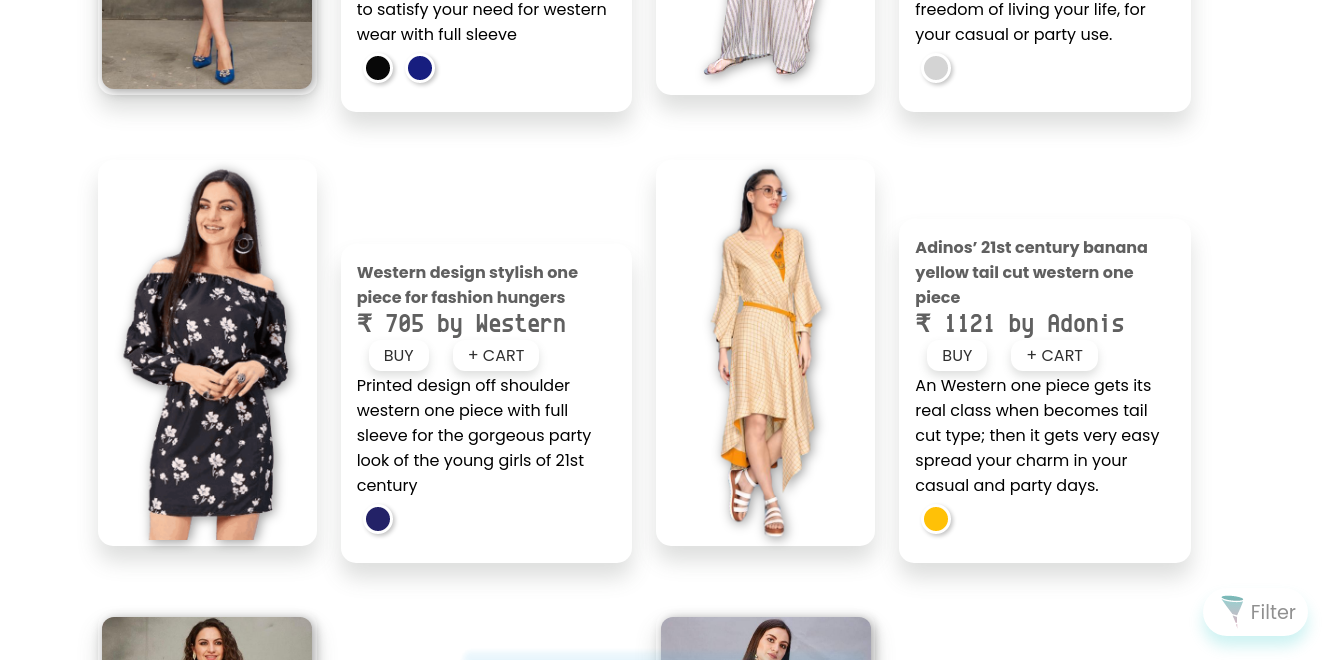 to satisfy your need for western
wear with full sleeve
freedom of living your life, for
your casual or party use.
Western design stylish one
piece for fashion hungers
₹ 705 by Western
BUY
+ CART
Printed design off shoulder
western one piece with full
sleeve for the gorgeous party
look of the young girls of 21st
century
Adinos’ 21st century banana
yellow tail cut western one
piece
₹ 1121 by Adonis
BUY
+ CART
An Western one piece gets its
real class when becomes tail
cut type; then it gets very easy
spread your charm in your
casual and party days.
Filter